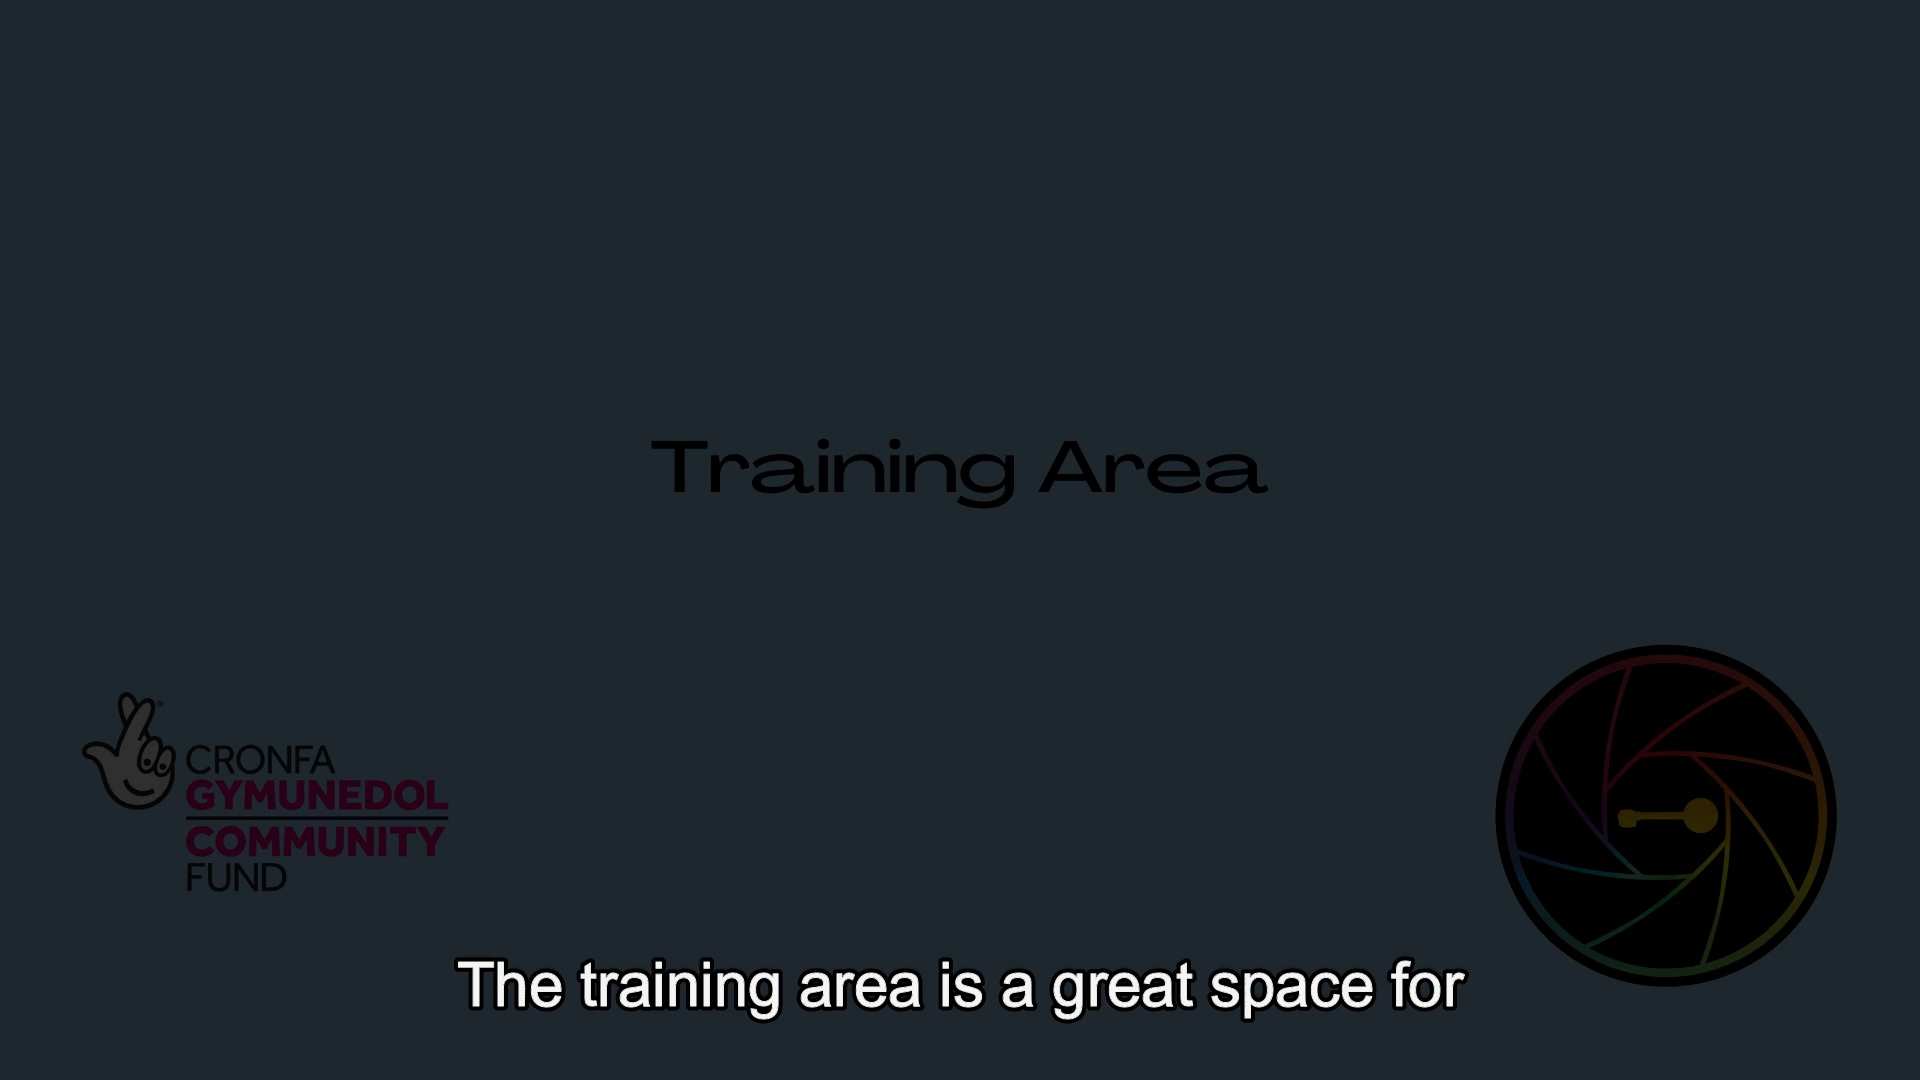 Training Area
CRONFA
GYMUNEDOL
COMMUNITY
FUND
The training area is a great space for